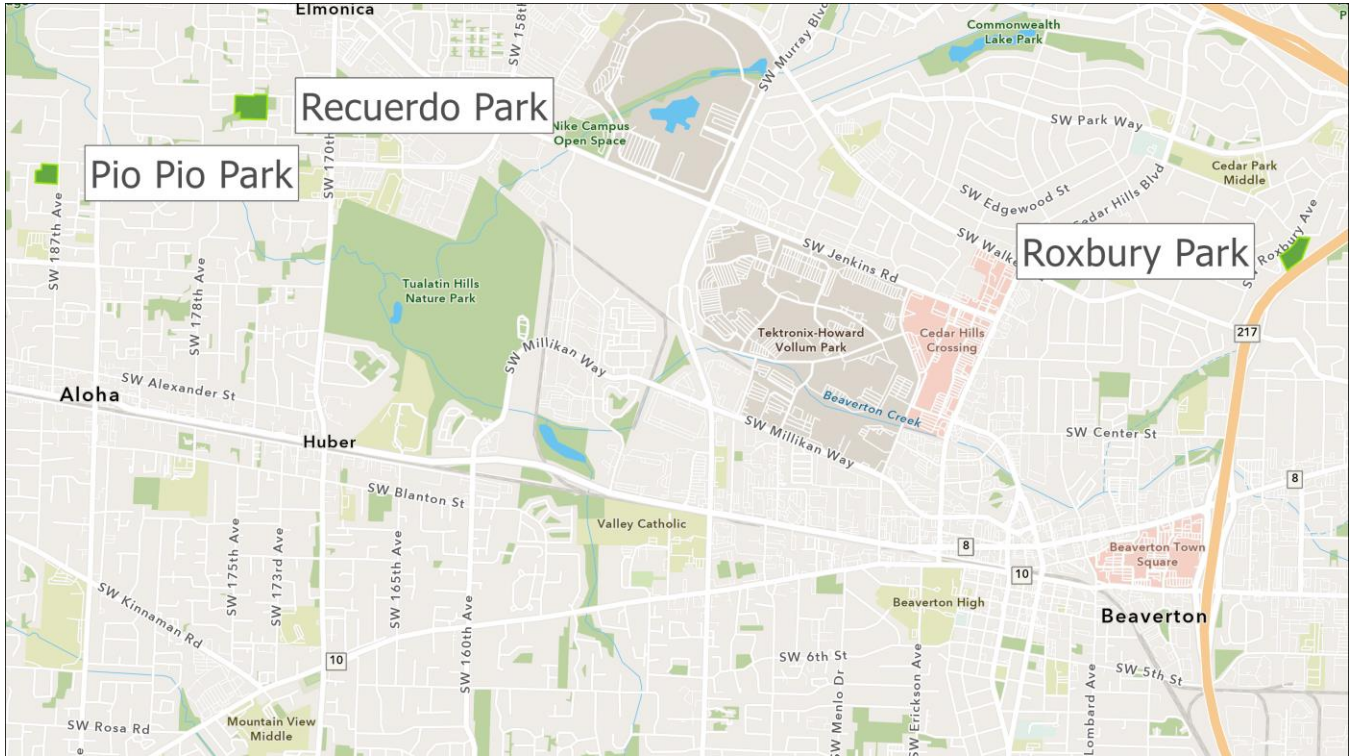 Elmonica
SW 158th
SW Murray Blvd
Commonwealth
Lake Park
P
Recuerdo Park
Nike Campus
Open Space
SW 170th
SW Park Way
Pio Pio Park
Cedar Park
Middle
SW Edgewood St
Cedar Hills Blvd
SW 187th Ave
SW Walke
Roxbury Park
SW Roxbury Ave
SW Jenkins Rd
SW 178th Ave
Tualatin Hills
Nature Park
Tektronix-Howard
Vollum Park
Cedar Hills
Crossing
217
SW Millikan Way
Aloha
SW Alexander St
Beaverton Creek
SW Millikan Way
SW Center St
Huber
8
SW Blanton St
Valley Catholic
8
Beaverton Town
Square
10
SW 175th Ave
SW 173rd Ave
SW 165th Ave
SW Kinnaman Rd
SW 160th Ave
Beaverton High
Beaverton
10
SW 6th St
SW 5th St
SW Menlo Dr
SW Erickson Ave
Lombard Ave
SW Rosa Rd
Mountain View
Middle